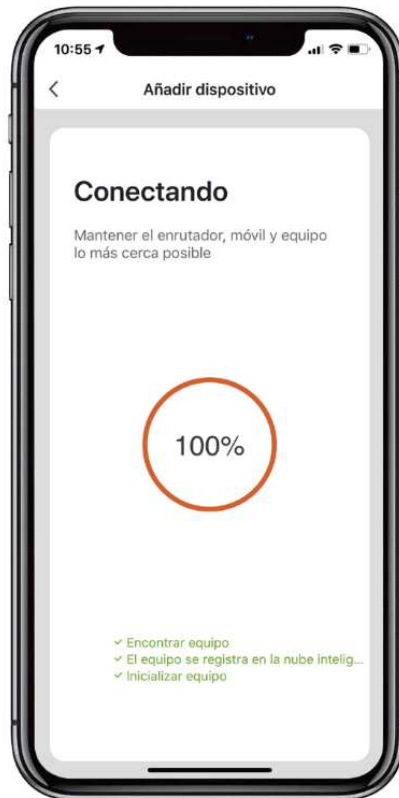 10:55
Añadir dispositivo
Conectando
Mantener el enrutador, móvil y equipo
lo más cerca posible
100%
✓ Encontrar equipo
✓ El equipo se registra en la nube intelig...
✓ Inicializar equipo